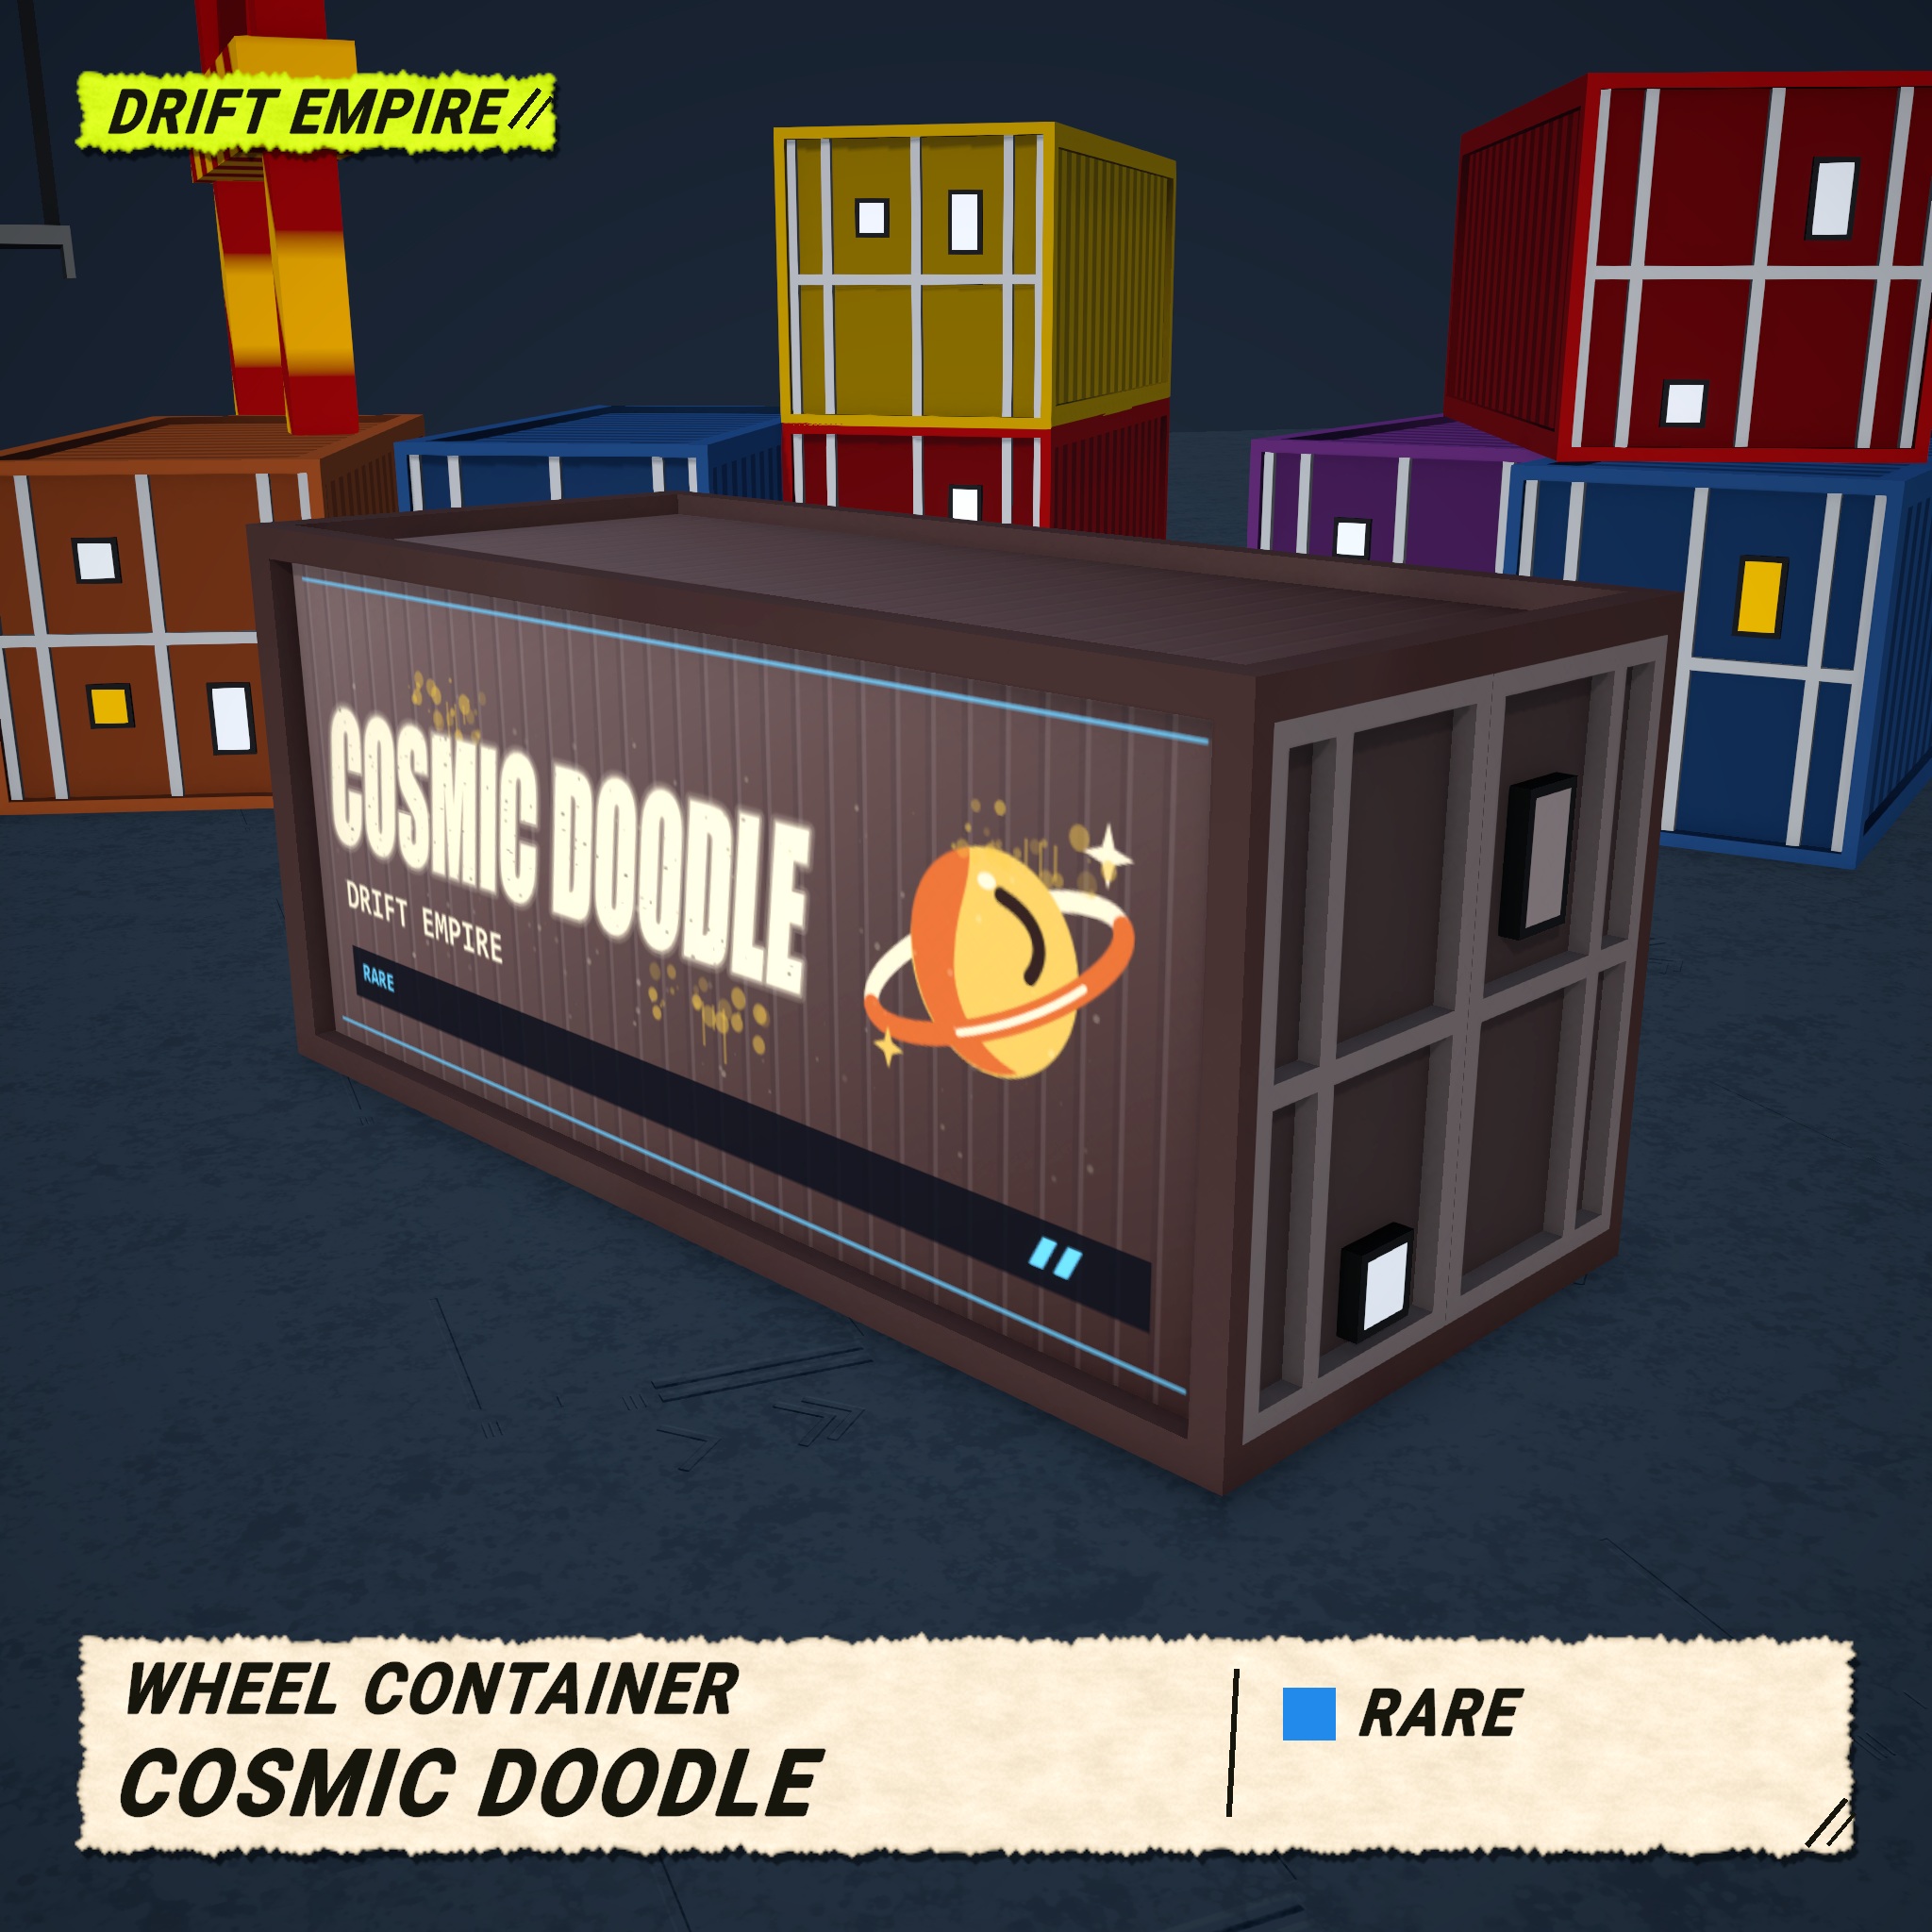 DRIFT EMPIRE//
COSMIC DOODLE
DRIFT EMPIRE
RARE
WHEEL CONTAINER
COSMIC DOODLE
RARE